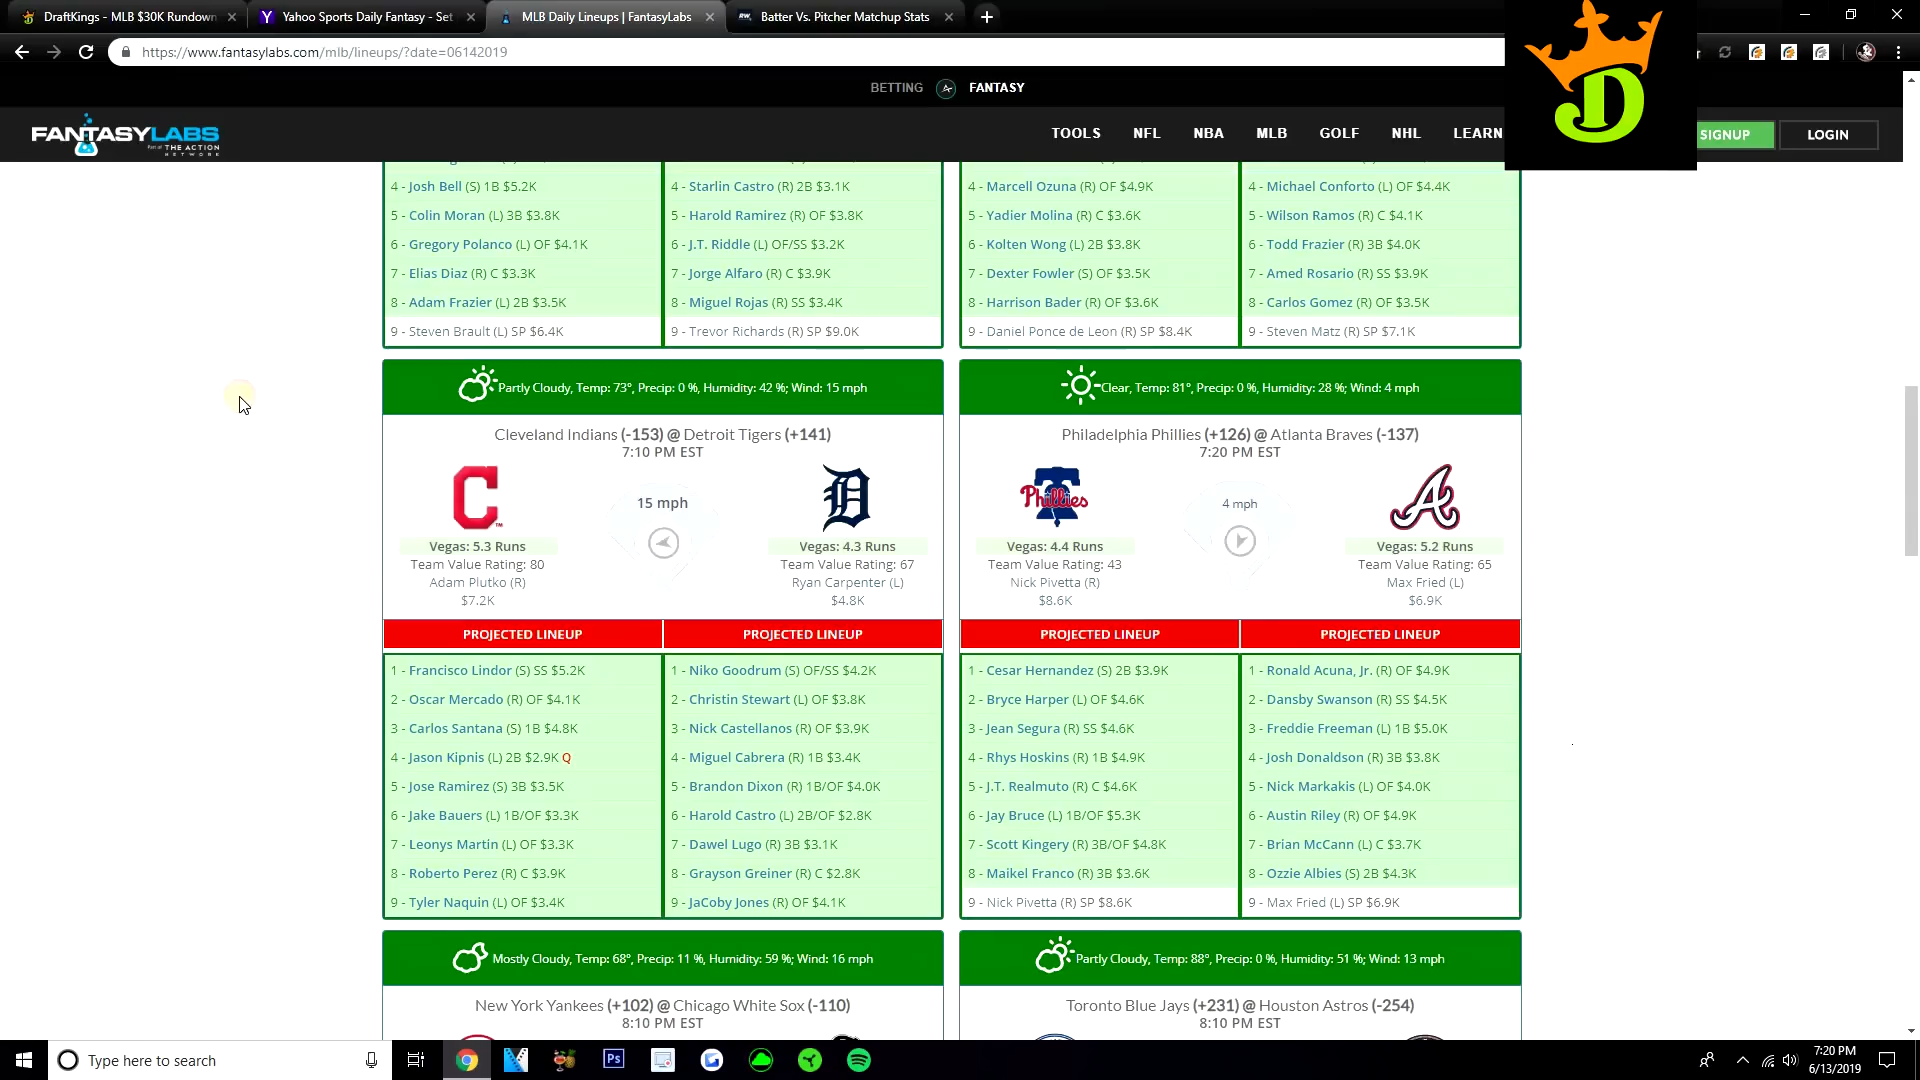 DraftKings - MLB $30K Rundown
Yahoo Sports Daily Fantasy - Set
MLB Daily Lineups | FantasyLabs
RW
Batter Vs. Pitcher Matchup Stats
https://www.fantasylabs.com/mlb/lineups/?date=06142019
BETTING
FANTASY
FANTASYLABS
Part of THE ACTION
NETWORK
TOOLS
NFL
NBA
MLB
GOLF
NHL
LEARN
SIGNUP
LOGIN
D
4 - Josh Bell (S) 1B $5.2K
5 - Colin Moran (L) 3B $3.8K
6 - Gregory Polanco (L) OF $4.1K
7 - Elias Diaz (R) C $3.3K
8 - Adam Frazier (L) 2B $3.5K
9 - Steven Brault (L) SP $6.4K
4 - Starlin Castro (R) 2B $3.1K
5 - Harold Ramirez (R) OF $3.8K
6 - J.T. Riddle (L) OF/SS $3.2K
7 - Jorge Alfaro (R) C $3.9K
8 - Miguel Rojas (R) SS $3.4K
9 - Trevor Richards (R) SP $9.0K
4 - Marcell Ozuna (R) OF $4.9K
5 - Yadier Molina (R) C $3.6K
6 - Kolten Wong (L) 2B $3.8K
7 - Dexter Fowler (S) OF $3.5K
8 - Harrison Bader (R) OF $3.6K
9 - Daniel Ponce de Leon (R) SP $8.4K
4 - Michael Conforto (L) OF $4.4K
5 - Wilson Ramos (R) C $4.1K
6 - Todd Frazier (R) 3B $4.0K
7 - Amed Rosario (R) SS $3.9K
8 - Carlos Gomez (R) OF $3.5K
9 - Steven Matz (R) SP $7.1K
Partly Cloudy, Temp: 73°, Precip: 0 %, Humidity: 42 %; Wind: 15 mph
Cleveland Indians (-153) @ Detroit Tigers (+141)
7:10 PM EST
C
15 mph
D
Vegas: 5.3 Runs
Team Value Rating: 80
Adam Plutko (R)
$7.2K
Vegas: 4.3 Runs
Team Value Rating: 67
Ryan Carpenter (L)
$4.8K
PROJECTED LINEUP
PROJECTED LINEUP
1 - Francisco Lindor (S) SS $5.2K
2 - Oscar Mercado (R) OF $4.1K
3 - Carlos Santana (S) 1B $4.8K
4 - Jason Kipnis (L) 2B $2.9K Q
5 - Jose Ramirez (S) 3B $3.5K
6 - Jake Bauers (L) 1B/OF $3.3K
7 - Leonys Martin (L) OF $3.3K
8 - Roberto Perez (R) C $3.9K
9 - Tyler Naquin (L) OF $3.4K
1 - Niko Goodrum (S) OF/SS $4.2K
2 - Christin Stewart (L) OF $3.8K
3 - Nick Castellanos (R) OF $3.9K
4 - Miguel Cabrera (R) 1B $3.4K
5 - Brandon Dixon (R) 1B/OF $4.0K
6 - Harold Castro (L) 2B/OF $2.8K
7 - Dawel Lugo (R) 3B $3.1K
8 - Grayson Greiner (R) C $2.8K
9 - JaCoby Jones (R) OF $4.1K
Clear, Temp: 81°, Precip: 0 %, Humidity: 28 %; Wind: 4 mph
Philadelphia Phillies (+126) @ Atlanta Braves (-137)
7:20 PM EST
Phillies
4 mph
A
Vegas: 4.4 Runs
Team Value Rating: 43
Nick Pivetta (R)
$8.6K
Vegas: 5.2 Runs
Team Value Rating: 65
Max Fried (L)
$6.9K
PROJECTED LINEUP
PROJECTED LINEUP
1 - Cesar Hernandez (S) 2B $3.9K
2 - Bryce Harper (L) OF $4.6K
3 - Jean Segura (R) SS $4.6K
4 - Rhys Hoskins (R) 1B $4.9K
5 - J.T. Realmuto (R) C $4.6K
6 - Jay Bruce (L) 1B/OF $5.3K
7 - Scott Kingery (R) 3B/OF $4.8K
8 - Maikel Franco (R) 3B $3.6K
9 - Nick Pivetta (R) SP $8.6K
1 - Ronald Acuna, Jr. (R) OF $4.9K
2 - Dansby Swanson (R) SS $4.5K
3 - Freddie Freeman (L) 1B $5.0K
4 - Josh Donaldson (R) 3B $3.8K
5 - Nick Markakis (L) OF $4.0K
6 - Austin Riley (R) OF $4.9K
7 - Brian McCann (L) C $3.7K
8 - Ozzie Albies (S) 2B $4.3K
9 - Max Fried (L) SP $6.9K
Mostly Cloudy, Temp: 68°, Precip: 11 %, Humidity: 59 %; Wind: 16 mph
New York Yankees (+102) @ Chicago White Sox (-110)
8:10 PM EST
Partly Cloudy, Temp: 88°, Precip: 0 %, Humidity: 51 %; Wind: 13 mph
Toronto Blue Jays (+231) @ Houston Astros (-254)
8:10 PM EST
Type here to search
Ps
7:20 PM
6/13/2019